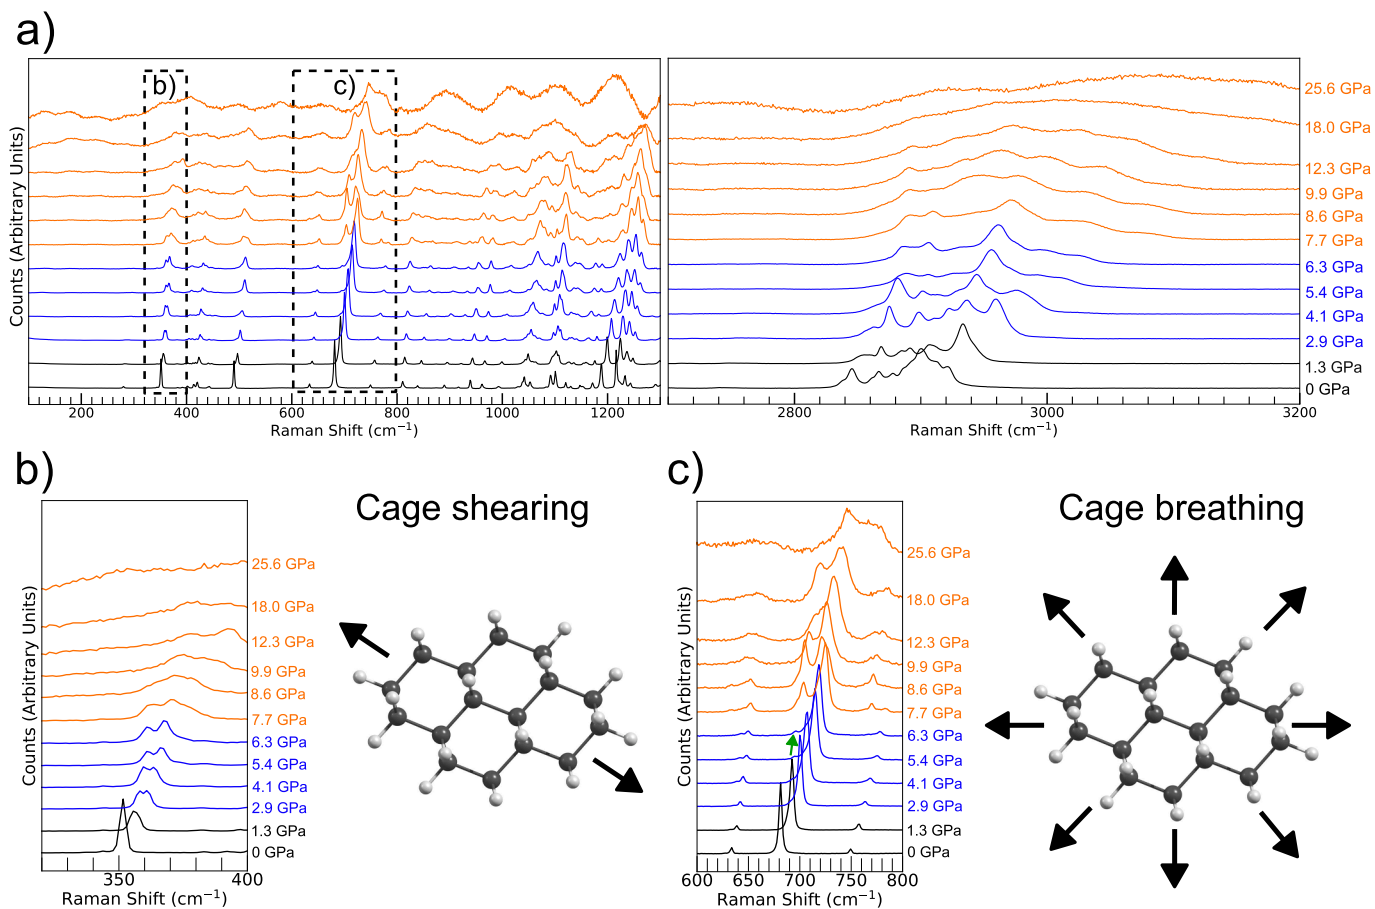 a)
b)
c)
Counts (Arbitrary Units)
25.6 GPa
18.0 GPa
12.3 GPa
9.9 GPa
8.6 GPa
7.7 GPa
6.3 GPa
5.4 GPa
4.1 GPa
2.9 GPa
1.3 GPa
0 GPa
200 400 600 800 1000 1200
2800 3000 3200
Raman Shift (cm⁻¹)
Raman Shift (cm⁻¹)
b)
Cage shearing
Counts (Arbitrary Units)
25.6 GPa
18.0 GPa
12.3 GPa
9.9 GPa
8.6 GPa
7.7 GPa
6.3 GPa
5.4 GPa
4.1 GPa
2.9 GPa
1.3 GPa
0 GPa
350 400
Raman Shift (cm⁻¹)
c)
Cage breathing
Counts (Arbitrary Units)
25.6 GPa
18.0 GPa
12.3 GPa
9.9 GPa
8.6 GPa
7.7 GPa
6.3 GPa
5.4 GPa
4.1 GPa
2.9 GPa
1.3 GPa
0 GPa
600 650 700 750 800
Raman Shift (cm⁻¹)